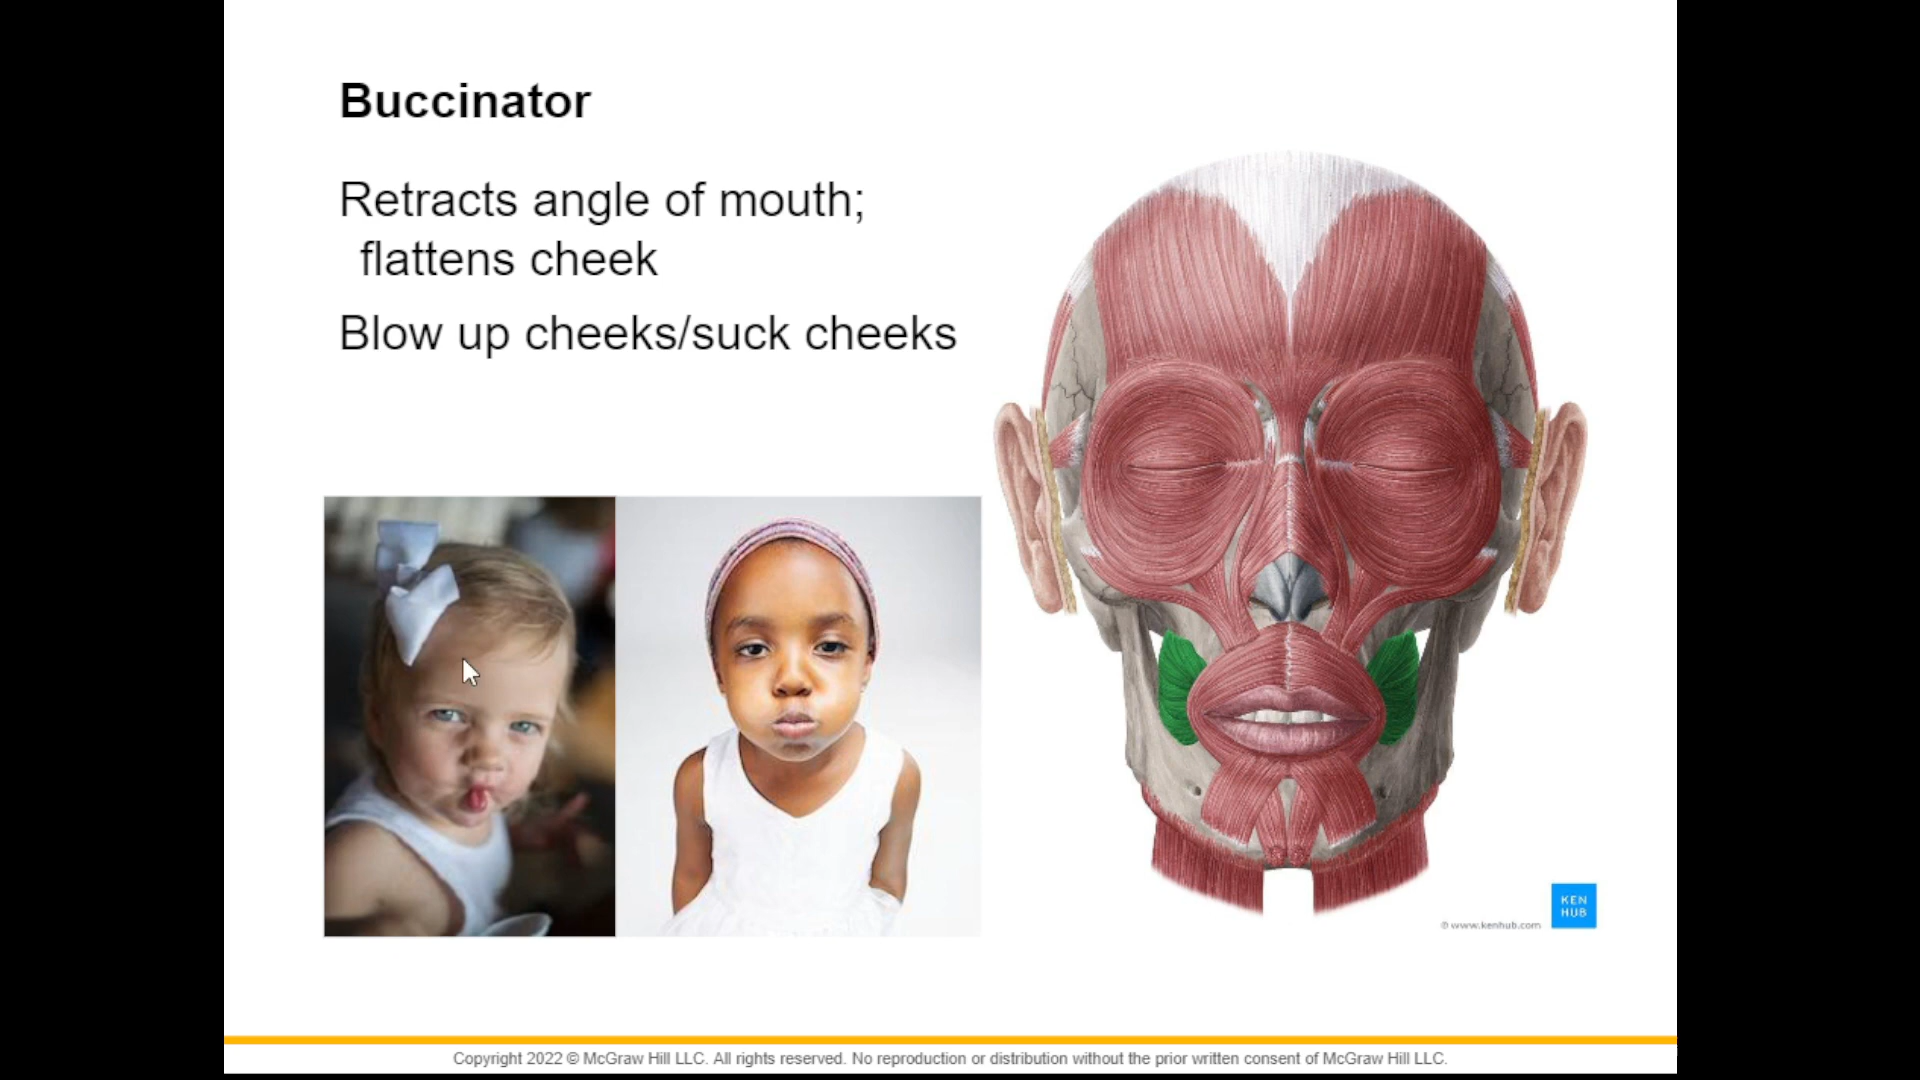 Buccinator
Retracts angle of mouth;
flattens cheek
Blow up cheeks/suck cheeks
KEN
HUB
© www.kenhub.com
Copyright 2022 © McGraw Hill LLC. All rights reserved. No reproduction or distribution without the prior written consent of McGraw Hill LLC.